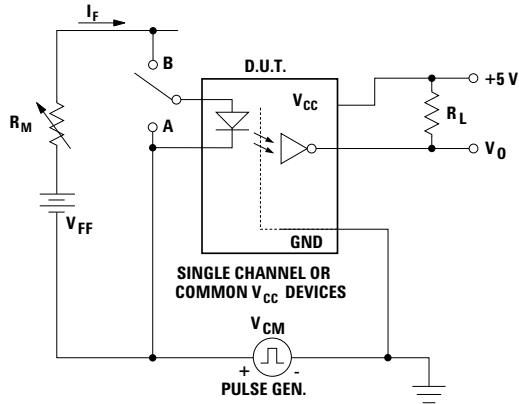 I_F
B
D.U.T.
+5 V
V_CC
R_M
R_L
A
V_O
V_FF
GND
SINGLE CHANNEL OR
COMMON V_CC DEVICES
V_CM
+ -
PULSE GEN.